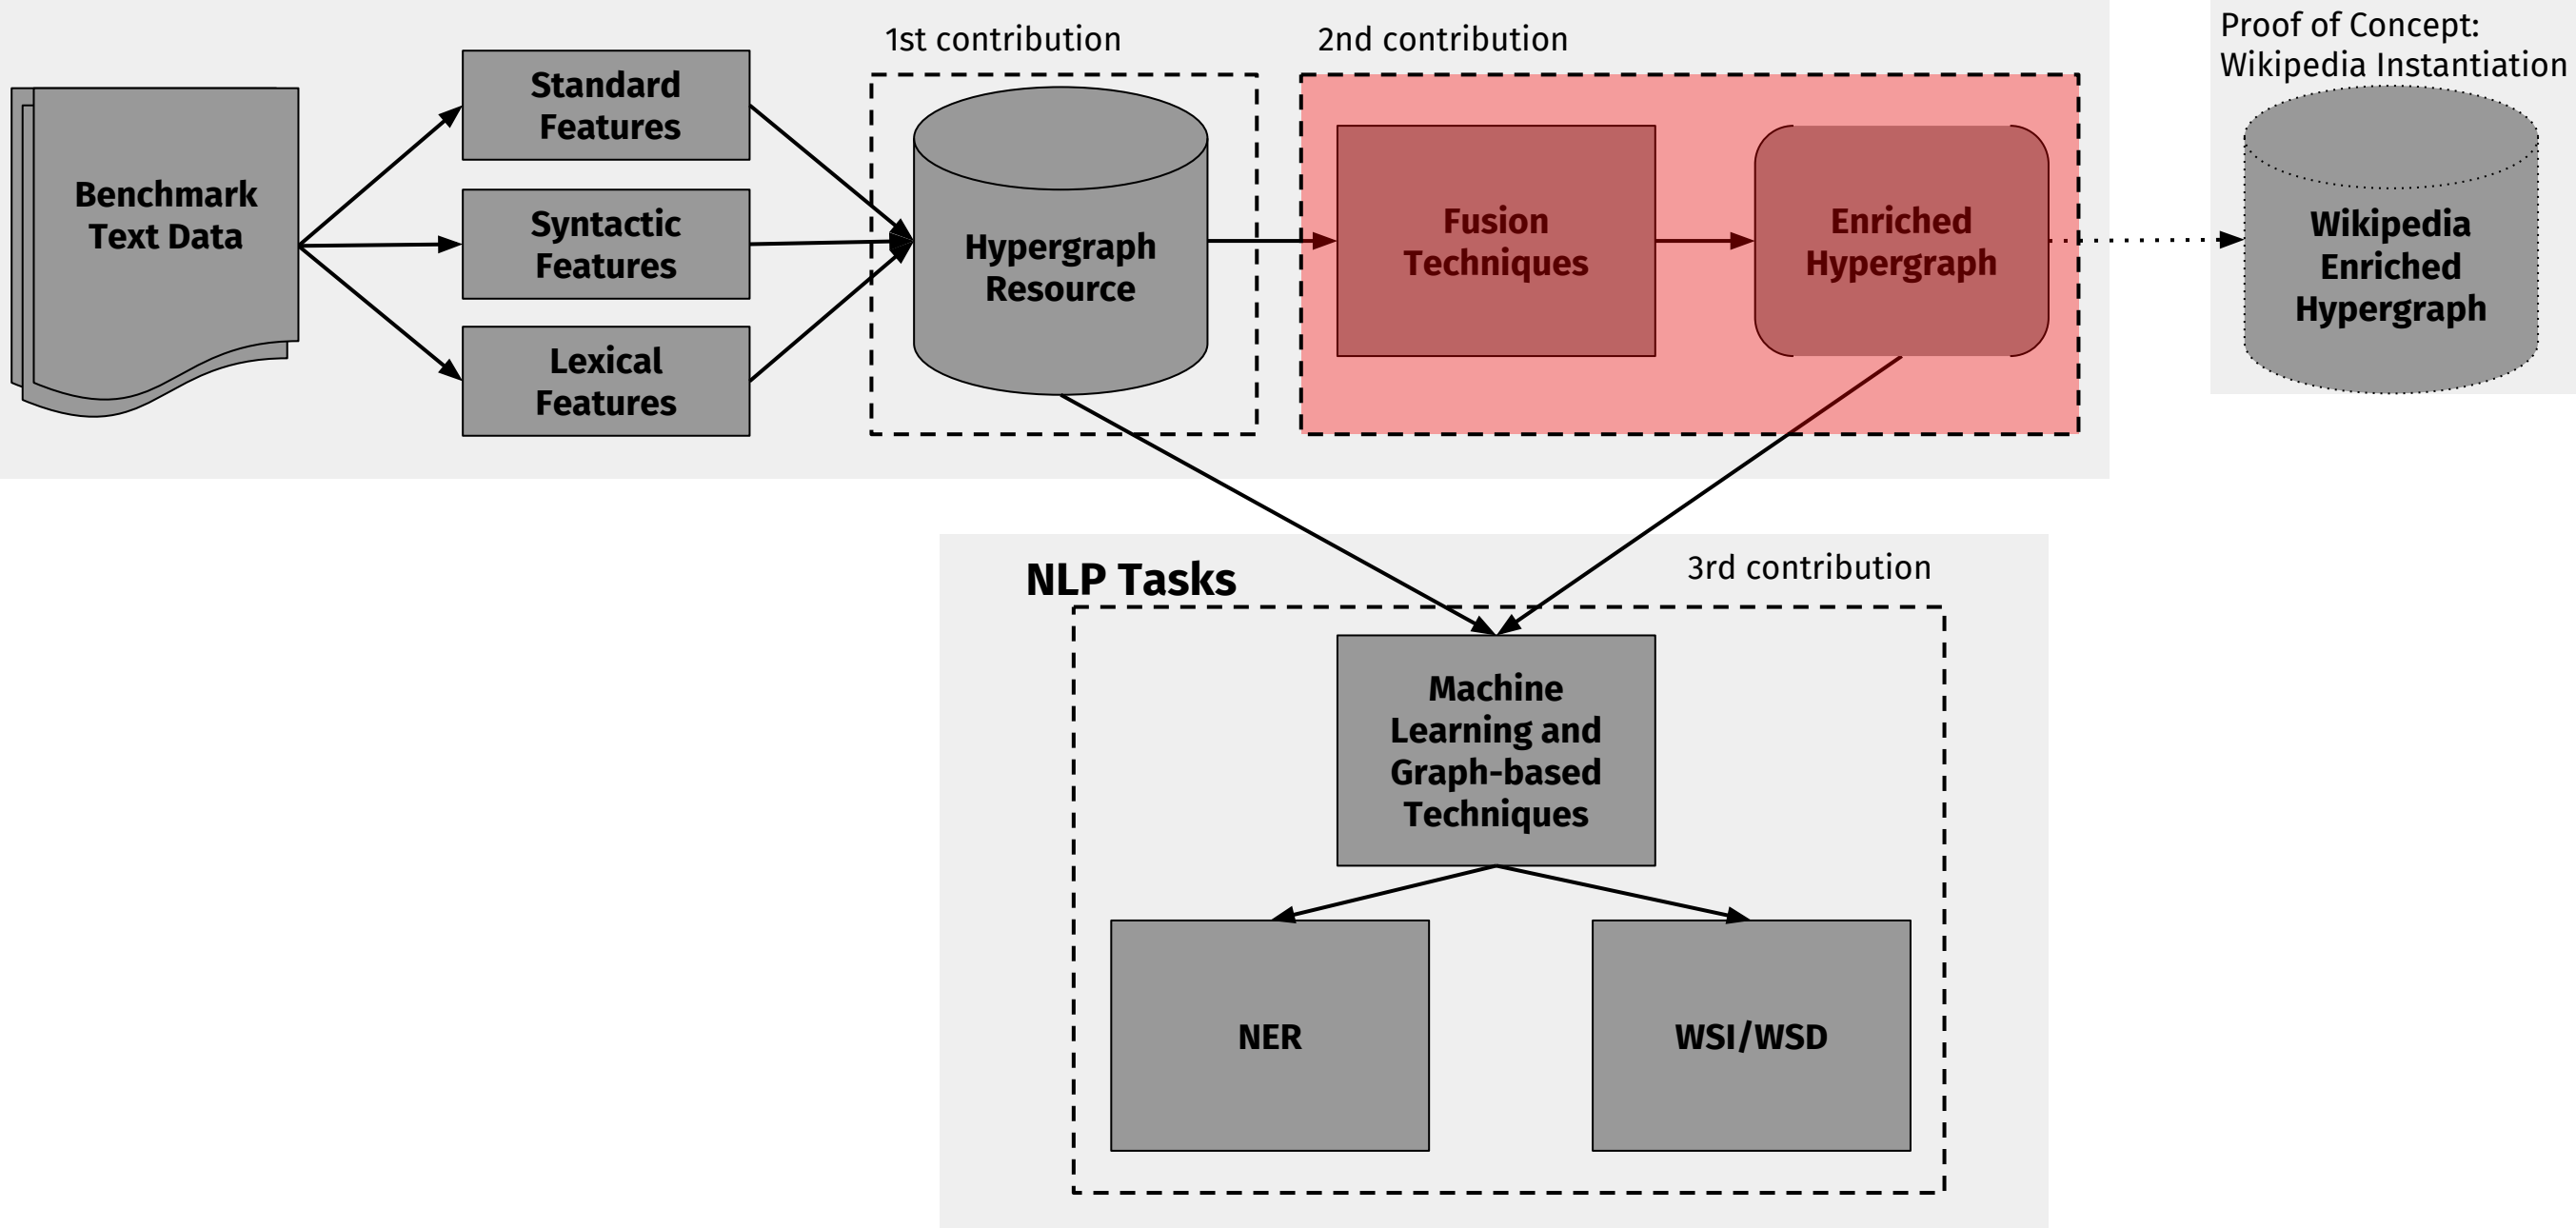 1st contribution
2nd contribution
Proof of Concept:
Wikipedia Instantiation
Benchmark
Text Data
Standard
Features
Syntactic
Features
Lexical
Features
Hypergraph
Resource
Fusion
Techniques
Enriched
Hypergraph
Wikipedia
Enriched
Hypergraph
NLP Tasks
3rd contribution
Machine
Learning and
Graph-based
Techniques
NER
WSI/WSD